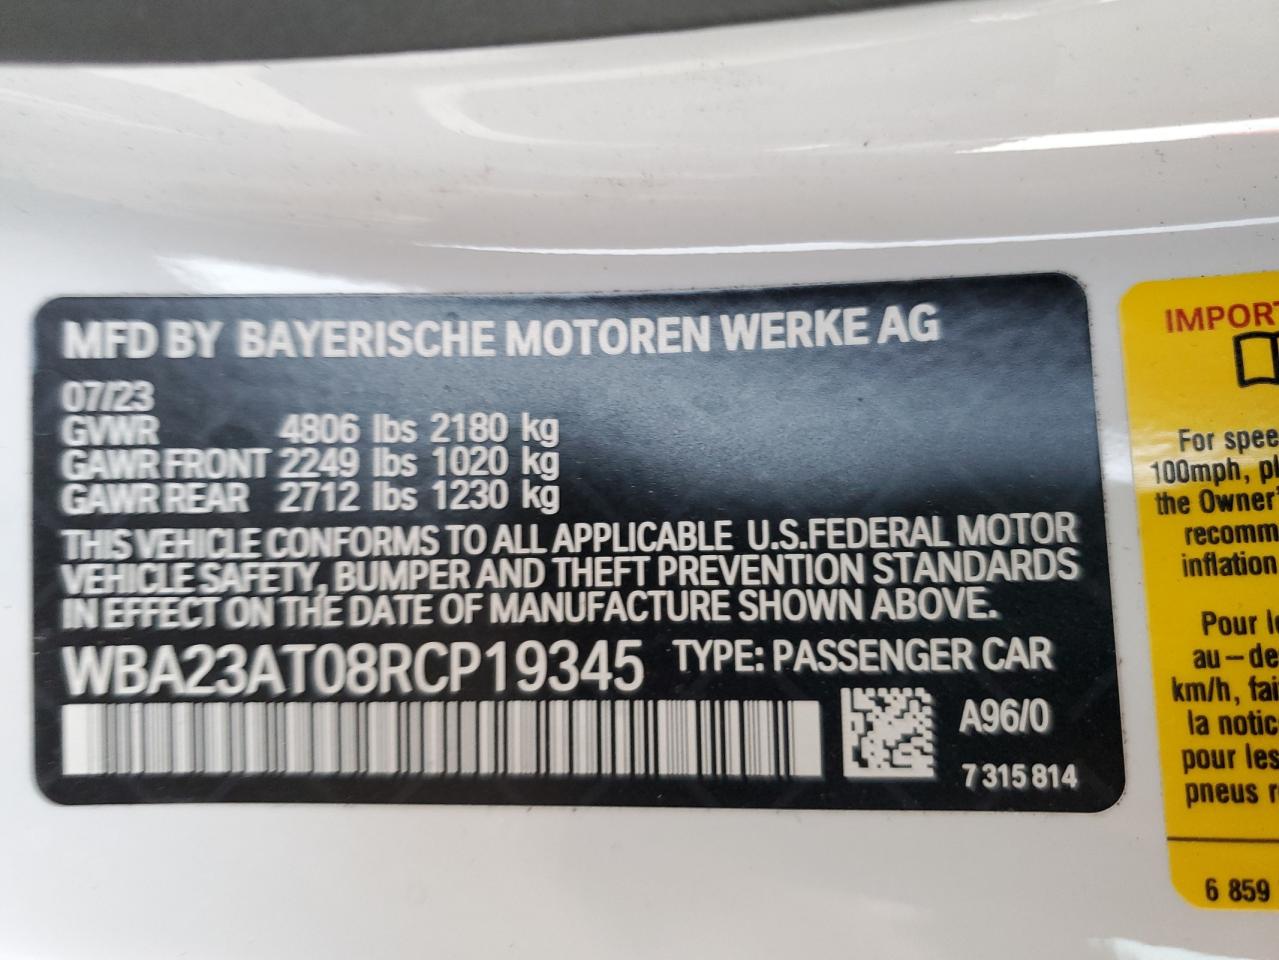 MFD BY BAYERISCHE MOTOREN WERKE AG
07/23
GVWR 4806 lbs 2180 kg
GAWR FRONT 2249 lbs 1020 kg
GAWR REAR 2712 lbs 1230 kg
THIS VEHICLE CONFORMS TO ALL APPLICABLE U.S.FEDERAL MOTOR
VEHICLE SAFETY, BUMPER AND THEFT PREVENTION STANDARDS
IN EFFECT ON THE DATE OF MANUFACTURE SHOWN ABOVE.
WBA23AT08RCP19345 TYPE: PASSENGER CAR
A96/0
7 315 814
IMPORT
For spee
100mph, pl
the Owner'
recomm
inflation
Pour le
au-de
km/h, fai
la notic
pour les
pneus r
6 859